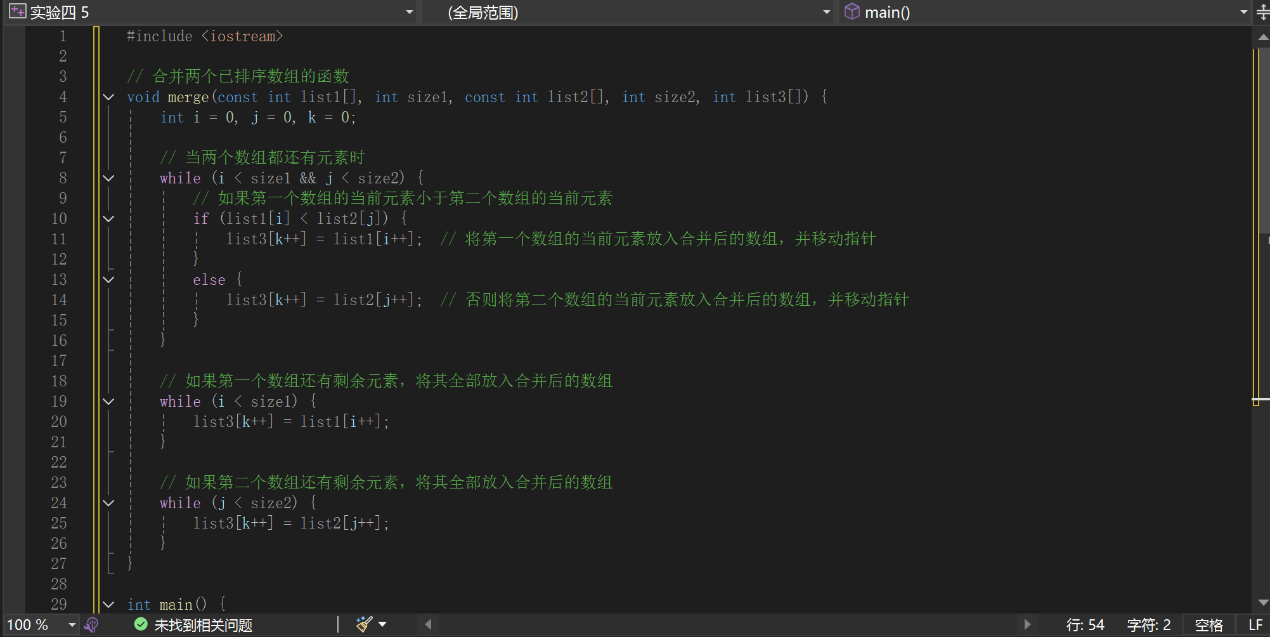 实验四 5 (全局范围) main()
1 #include <iostream>
2
3 // 合并两个已排序数组的函数
4 void merge(const int list1[], int size1, const int list2[], int size2, int list3[]) {
5 int i = 0, j = 0, k = 0;
6
7 // 当两个数组都还有元素时
8 while (i < size1 && j < size2) {
9 // 如果第一个数组的当前元素小于第二个数组的当前元素
10 if (list1[i] < list2[j]) {
11 list3[k++] = list1[i++]; // 将第一个数组的当前元素放入合并后的数组，并移动指针
12 }
13 else {
14 list3[k++] = list2[j++]; // 否则将第二个数组的当前元素放入合并后的数组，并移动指针
15 }
16 }
17
18 // 如果第一个数组还有剩余元素，将其全部放入合并后的数组
19 while (i < size1) {
20 list3[k++] = list1[i++];
21 }
22
23 // 如果第二个数组还有剩余元素，将其全部放入合并后的数组
24 while (j < size2) {
25 list3[k++] = list2[j++];
26 }
27 }
28
29 int main() {
100 % 未找到相关问题 行: 54 字符: 2 空格 LF